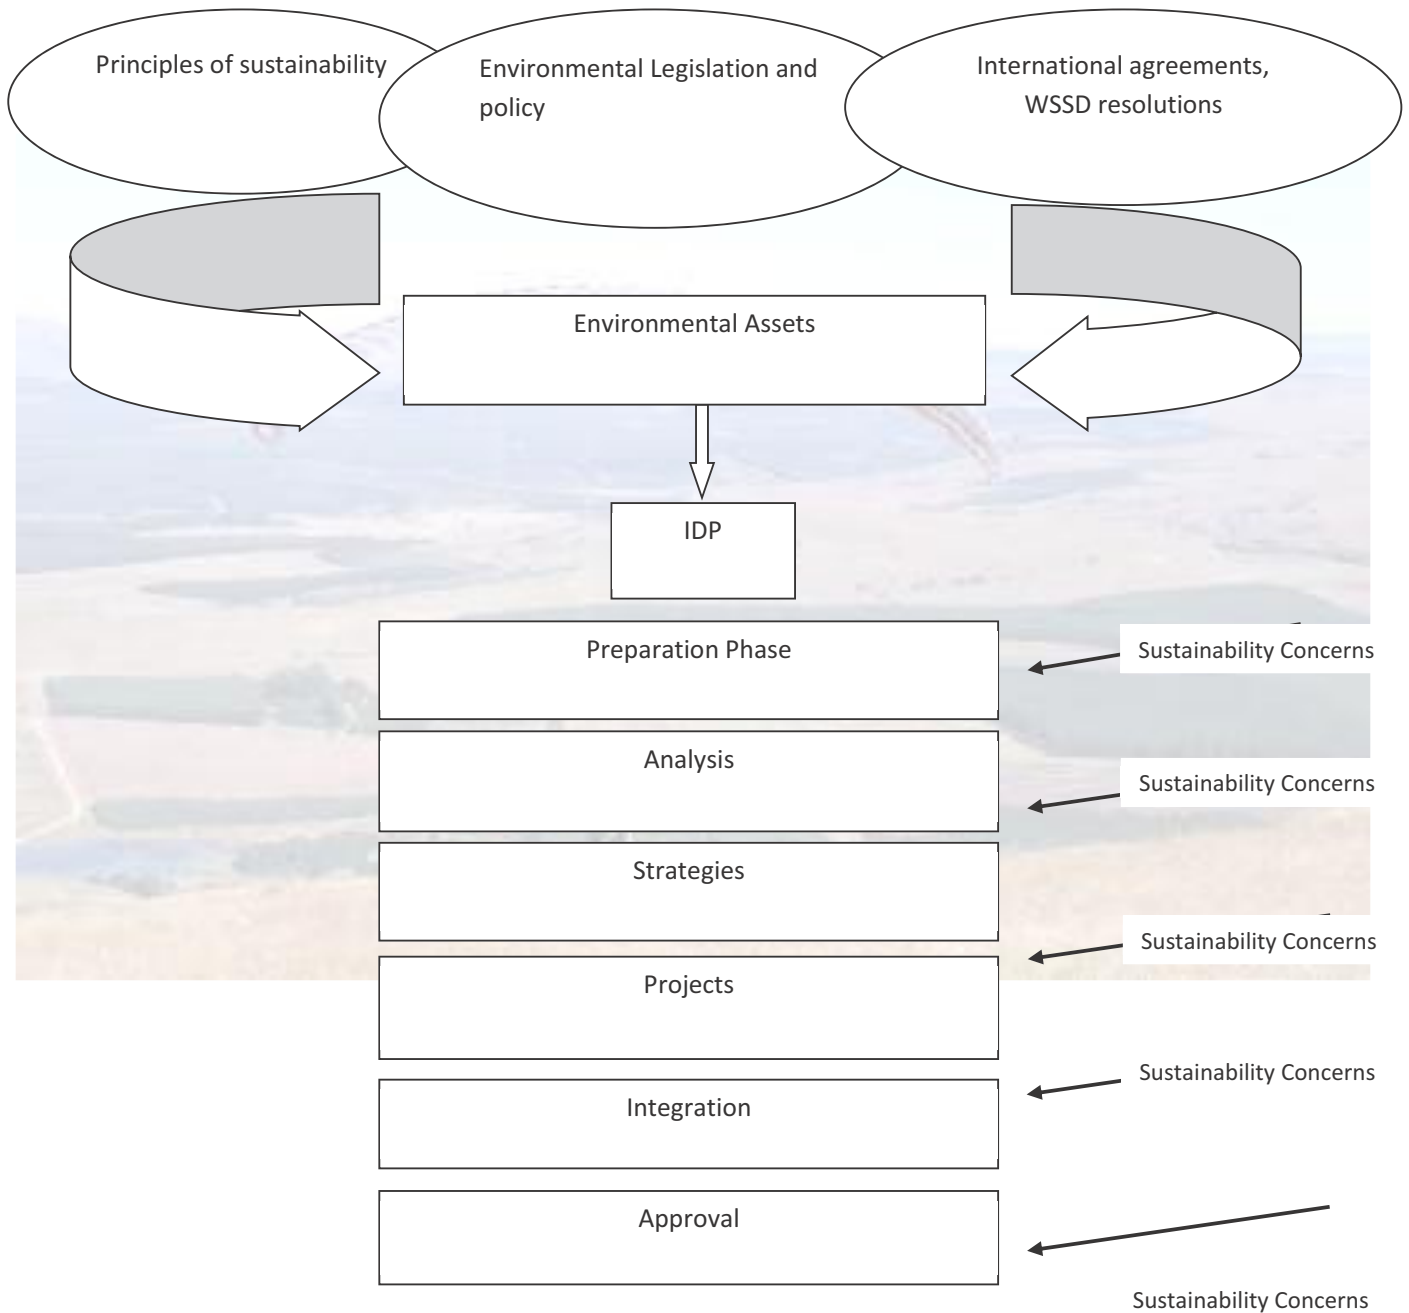 Principles of sustainability
Environmental Legislation and
policy
International agreements,
WSSD resolutions
Environmental Assets
IDP
Preparation Phase
Sustainability Concerns
Analysis
Sustainability Concerns
Strategies
Sustainability Concerns
Projects
Sustainability Concerns
Integration
Approval
Sustainability Concerns